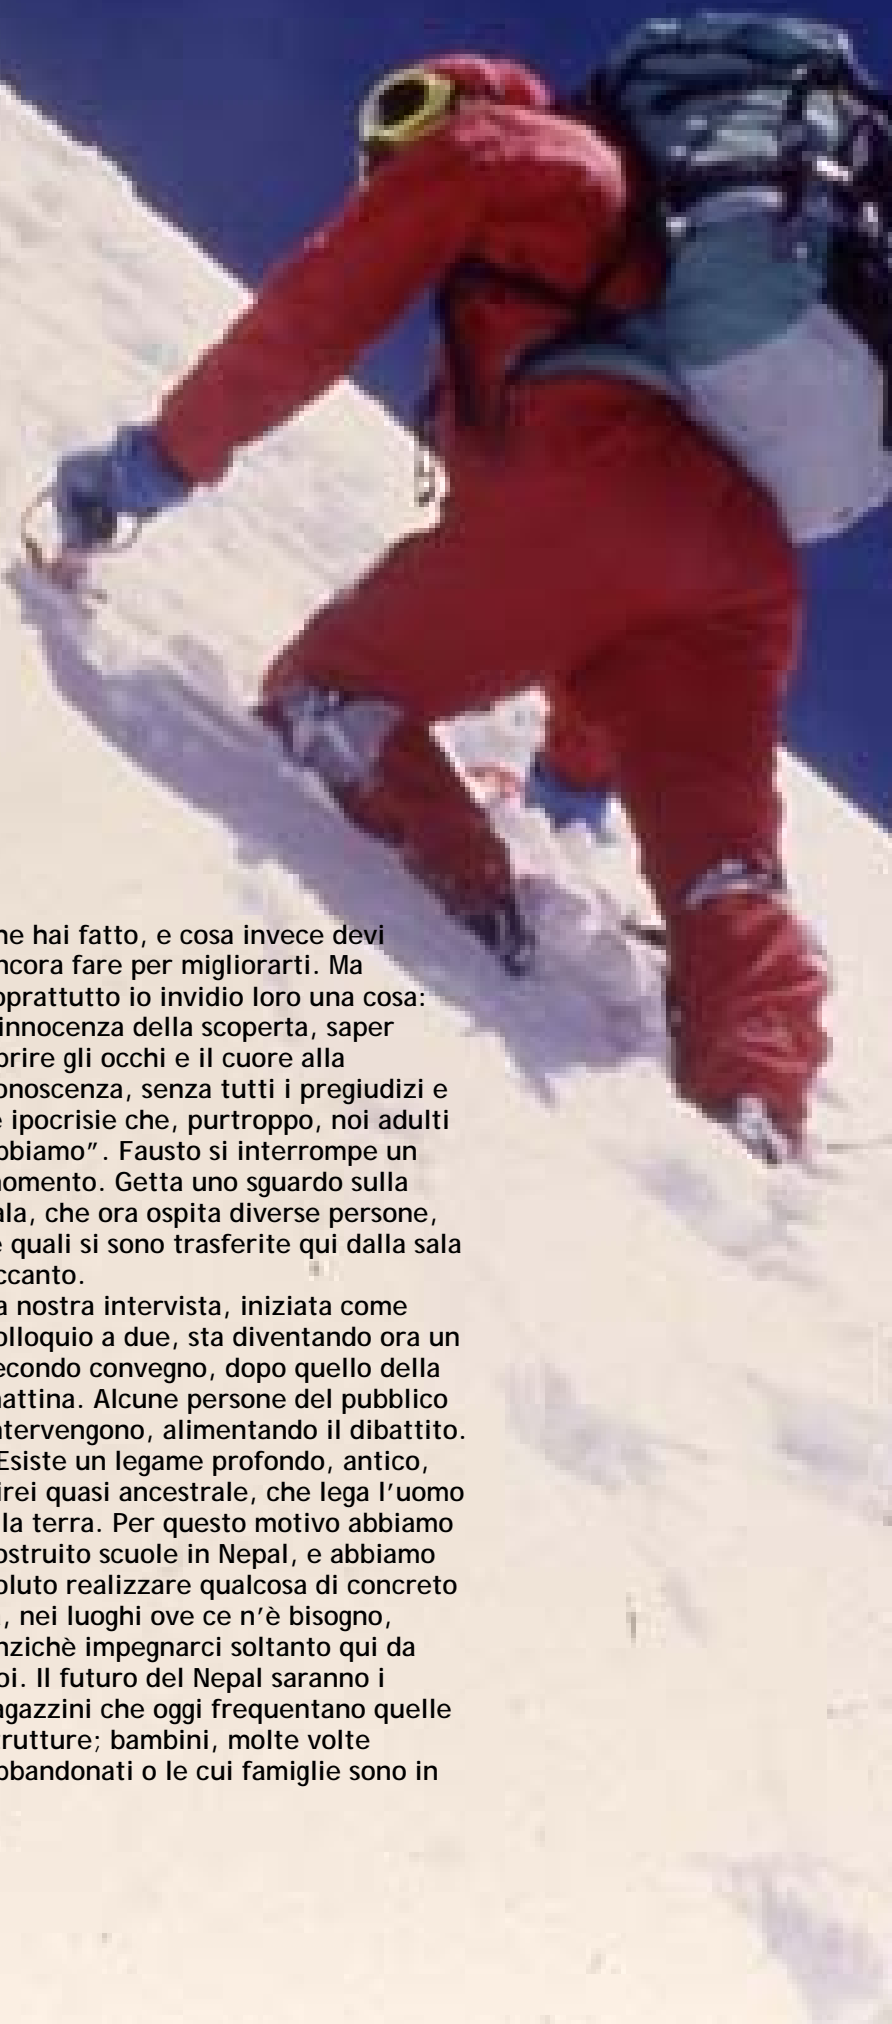 he hai fatto, e cosa invece devi
ncora fare per migliorarti. Ma
oprattutto io invidio loro una cosa:
'innocenza della scoperta, saper
prire gli occhi e il cuore alla
onoscenza, senza tutti i pregiudizi e
e ipocrisie che, purtroppo, noi adulti
bbiamo”. Fausto si interrompe un
omento. Getta uno sguardo sulla
ala, che ora ospita diverse persone,
e quali si sono trasferite qui dalla sala
ccanto.
a nostra intervista, iniziata come
olloquio a due, sta diventando ora un
econdo convegno, dopo quello della
attina. Alcune persone del pubblico
ntervengono, alimentando il dibattito.
Esiste un legame profondo, antico,
irei quasi ancestrale, che lega l'uomo
lla terra. Per questo motivo abbiamo
ostruito scuole in Nepal, e abbiamo
oluto realizzare qualcosa di concreto
, nei luoghi ove ce n'è bisogno,
nzichè impegnarci soltanto qui da
oi. Il futuro del Nepal saranno i
agazzini che oggi frequentano quelle
trutture; bambini, molte volte
bbandonati o le cui famiglie sono in